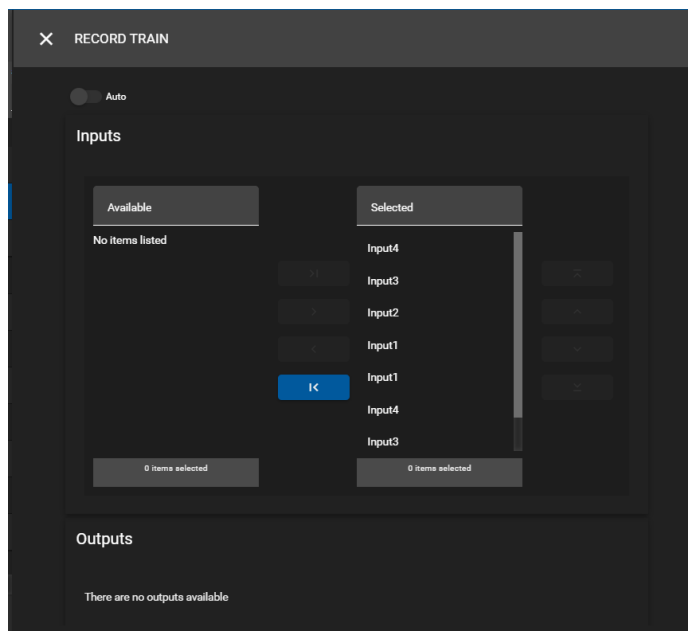 RECORD TRAIN
Auto
Inputs
Available
Selected
No items listed
Input4
Input3
Input2
Input1
Input1
Input4
Input3
0 items selected
0 items selected
Outputs
There are no outputs available